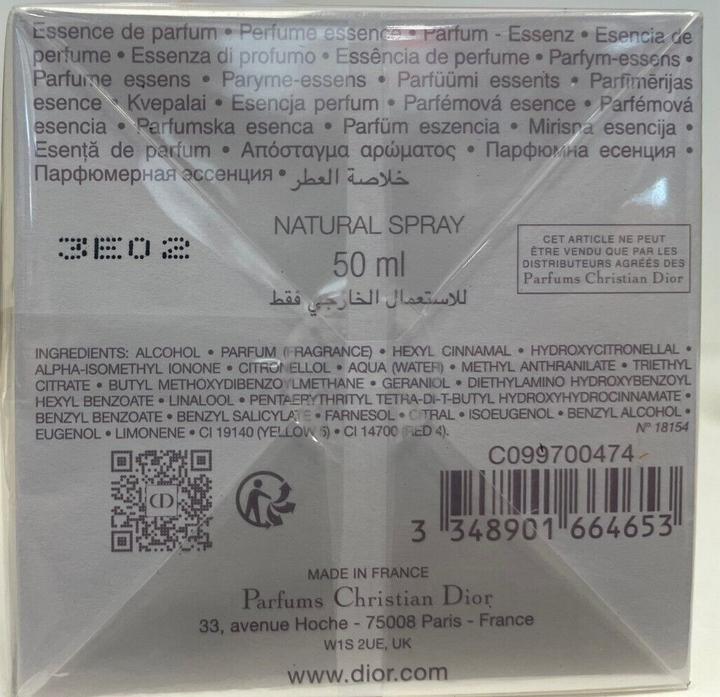 Essence de parfum • Perfume essence • Parfum - Essenz • Esencia de
perfume • Essenza di profumo • Essência de perfume • Parfym-essens •
Parfume essens • Paryme-essens • Parfüümi essents • Parfimērijas
esence • Kvepalai • Esencja perfum • Parfémová esence • Parfémová
esencia • Parfumska esenca • Parfüm eszencia • Mirisna esencija •
Esență de parfum • Απόσταγμα αρώματος • Парфюмна есенция •
Парфюмерная эссенция • خلاصة العطر
NATURAL SPRAY
3E02
50 ml
للاستعمال الخارجي فقط
CET ARTICLE NE PEUT
ÊTRE VENDU QUE PAR LES
DISTRIBUTEURS AGRÉÉS DES
Parfums Christian Dior
INGREDIENTS: ALCOHOL • PARFUM (FRAGRANCE) • HEXYL CINNAMAL • HYDROXYCITRONELLAL •
ALPHA-ISOMETHYL IONONE • CITRONELLOL • AQUA (WATER) • METHYL ANTHRANILATE • TRIETHYL
CITRATE • BUTYL METHOXYDIBENZOYLMETHANE • GERANIOL • DIETHYLAMINO HYDROXYBENZOYL
HEXYL BENZOATE • LINALOOL • PENTAERYTHRITYL TETRA-DI-T-BUTYL HYDROXYHYDROCINNAMATE •
BENZYL BENZOATE • BENZYL SALICYLATE • FARNESOL • CITRAL • ISOEUGENOL • BENZYL ALCOHOL •
EUGENOL • LIMONENE • CI 19140 (YELLOW 5) • CI 14700 (RED 4). N° 18154
CD
C099700474
3 348901 664653
MADE IN FRANCE
Parfums Christian Dior
33, avenue Hoche - 75008 Paris - France
W1S 2UE, UK
www.dior.com